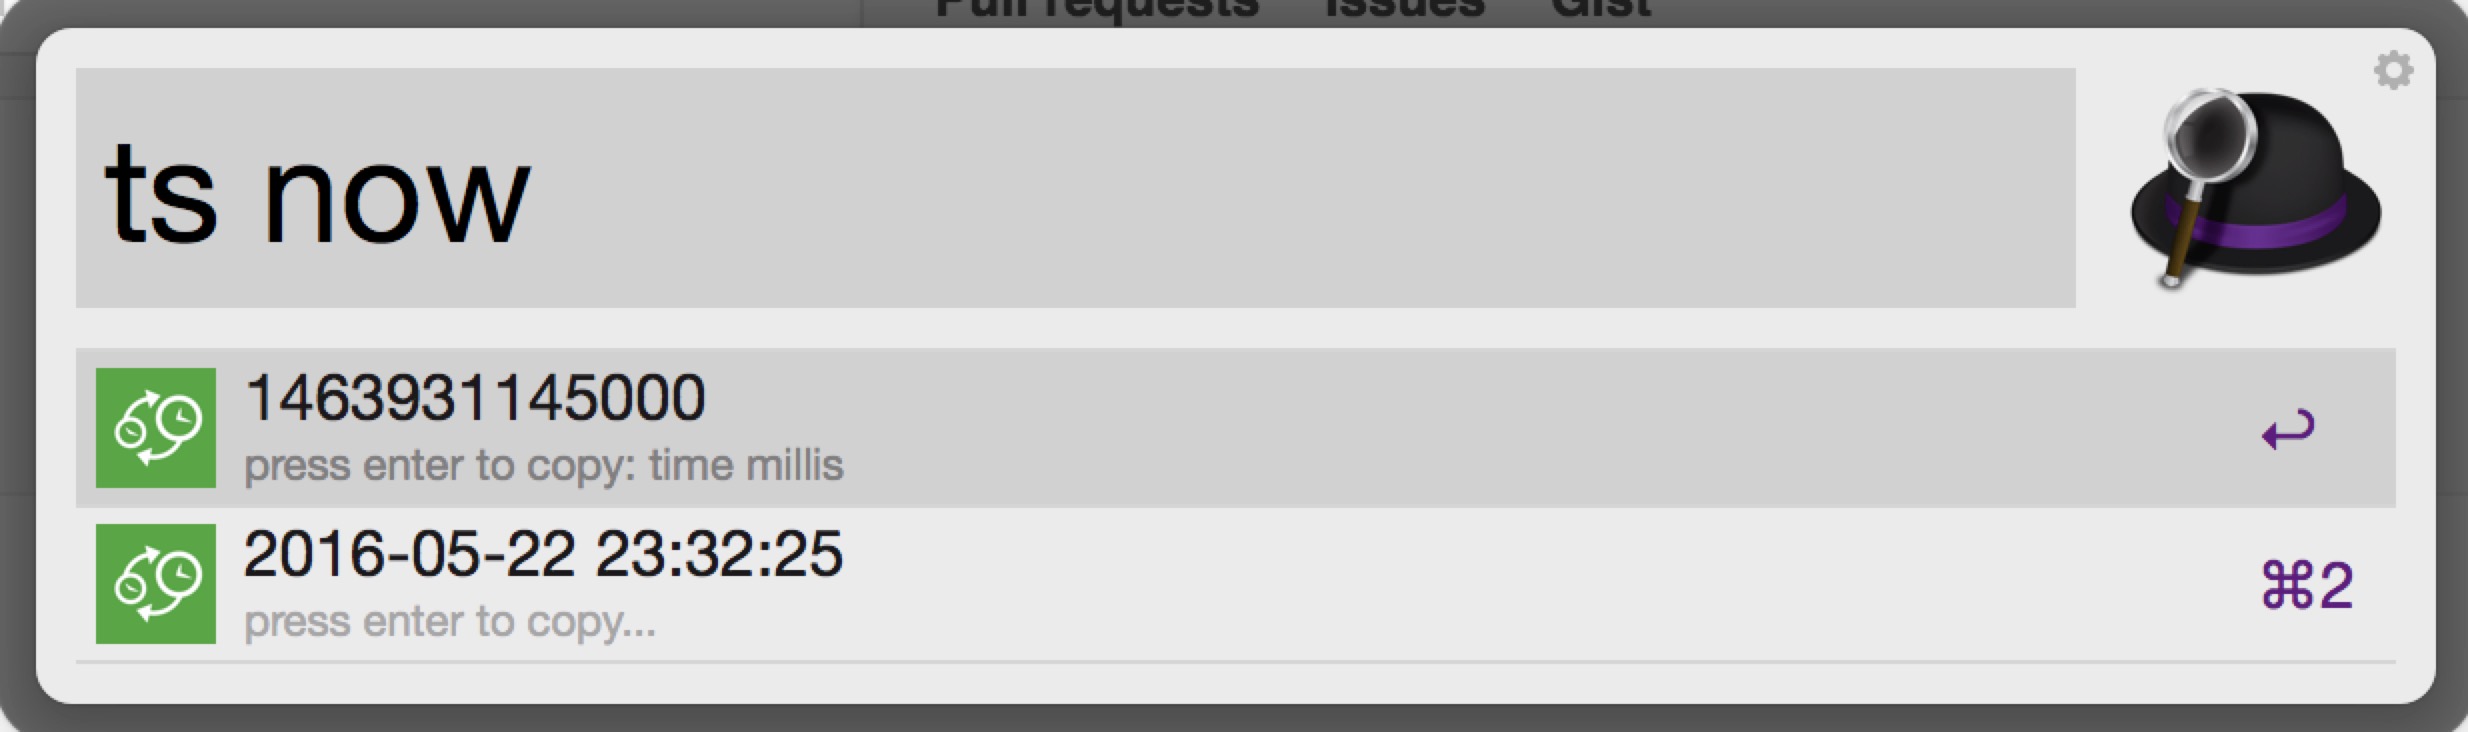 Pull requests Issues Gist
ts now
1463931145000
press enter to copy: time millis
↩
2016-05-22 23:32:25
press enter to copy...
⌘2